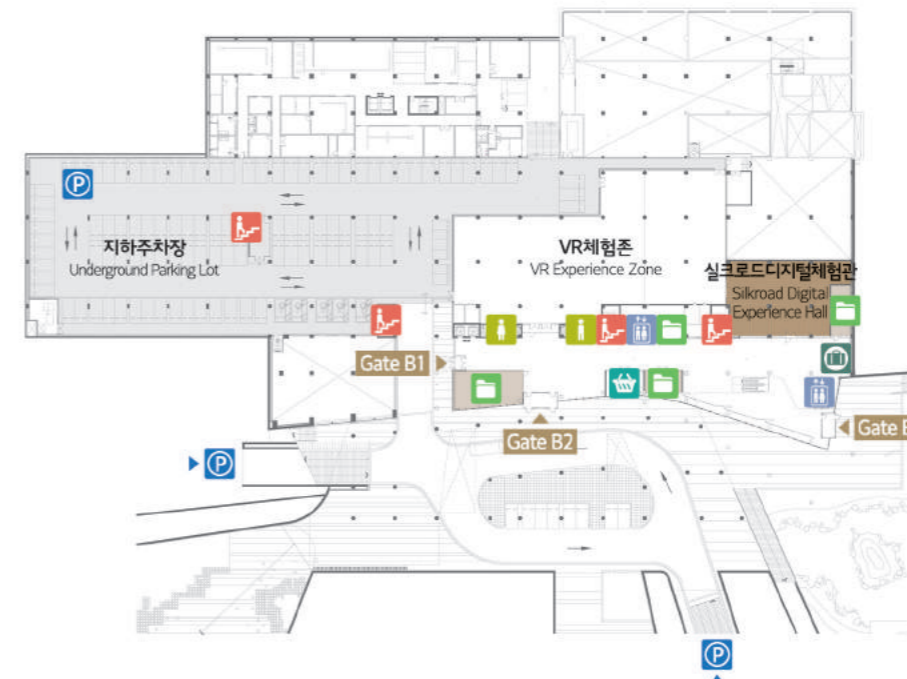 P
지하주차장
Underground Parking Lot
VR체험존
VR Experience Zone
실크로드디지털체험관
Silkroad Digital
Experience Hall
Gate B1
Gate B2
Gate
P
P